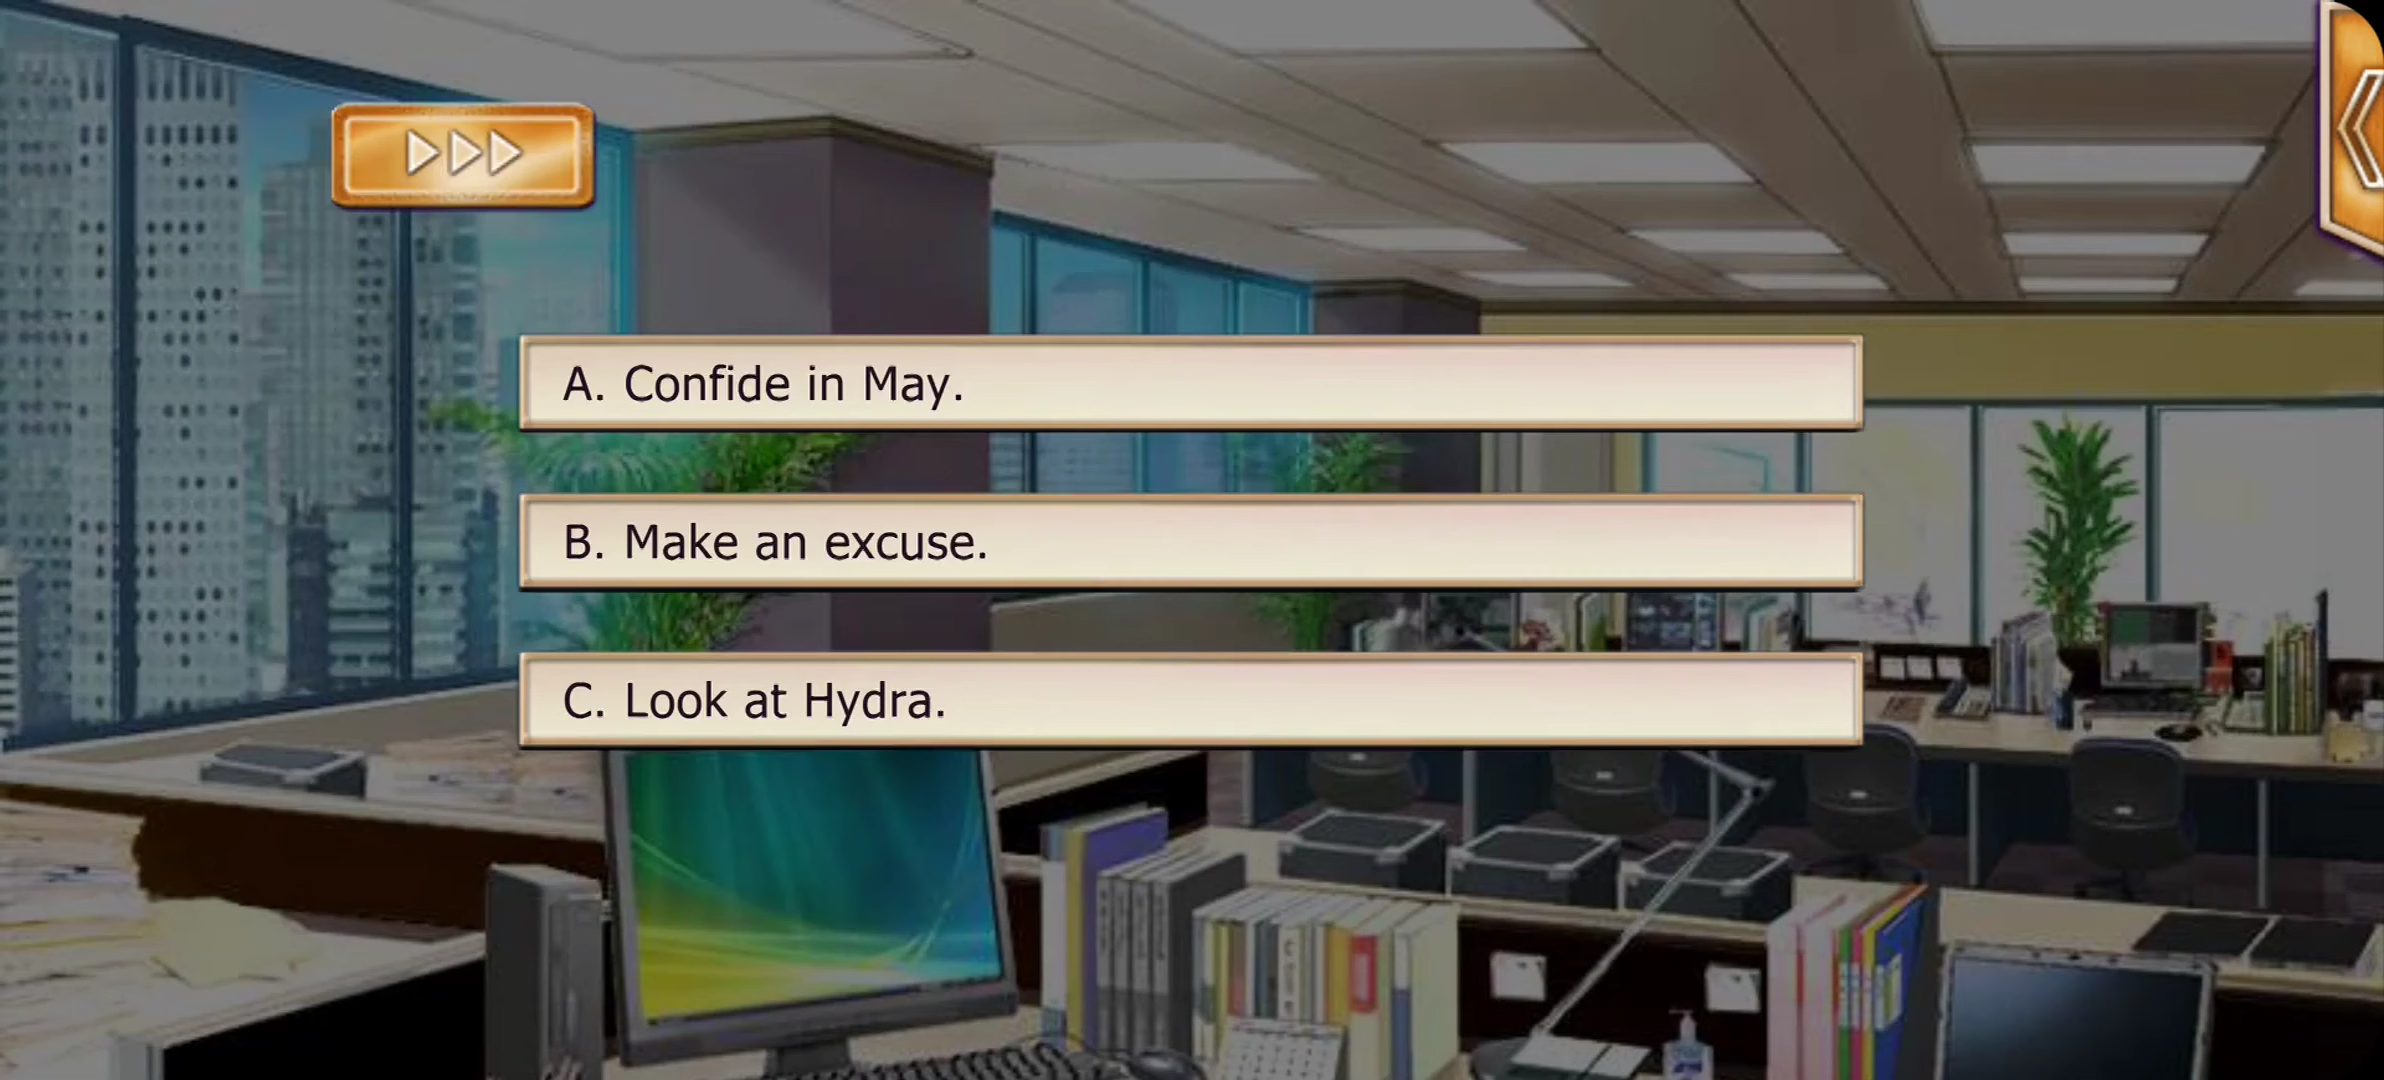 A. Confide in May.
B. Make an excuse.
C. Look at Hydra.